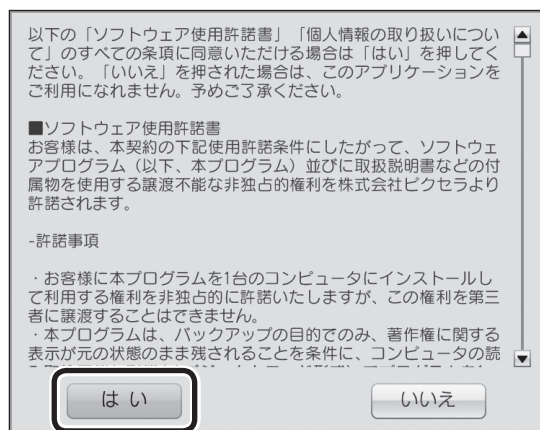 以下の「ソフトウェア使用許諾書」「個人情報の取り扱いについ
て」のすべての条項に同意いただける場合は「はい」を押してく
ださい。「いいえ」を押された場合は、このアプリケーションを
ご利用になれません。予めご了承ください。
■ソフトウェア使用許諾書
お客様は、本契約の下記使用許諾条件にしたがって、ソフトウェ
アプログラム（以下、本プログラム）並びに取扱説明書などの付
属物を使用する譲渡不能な非独占的権利を株式会社ピクセラより
許諾されます。
-許諾事項
・お客様に本プログラムを1台のコンピュータにインストールし
て利用する権利を非独占的に許諾いたしますが、この権利を第三
者に譲渡することはできません。
・本プログラムは、バックアップの目的でのみ、著作権に関する
表示が元の状態のまま残されることを条件に、コンピュータの読
はい
いいえ